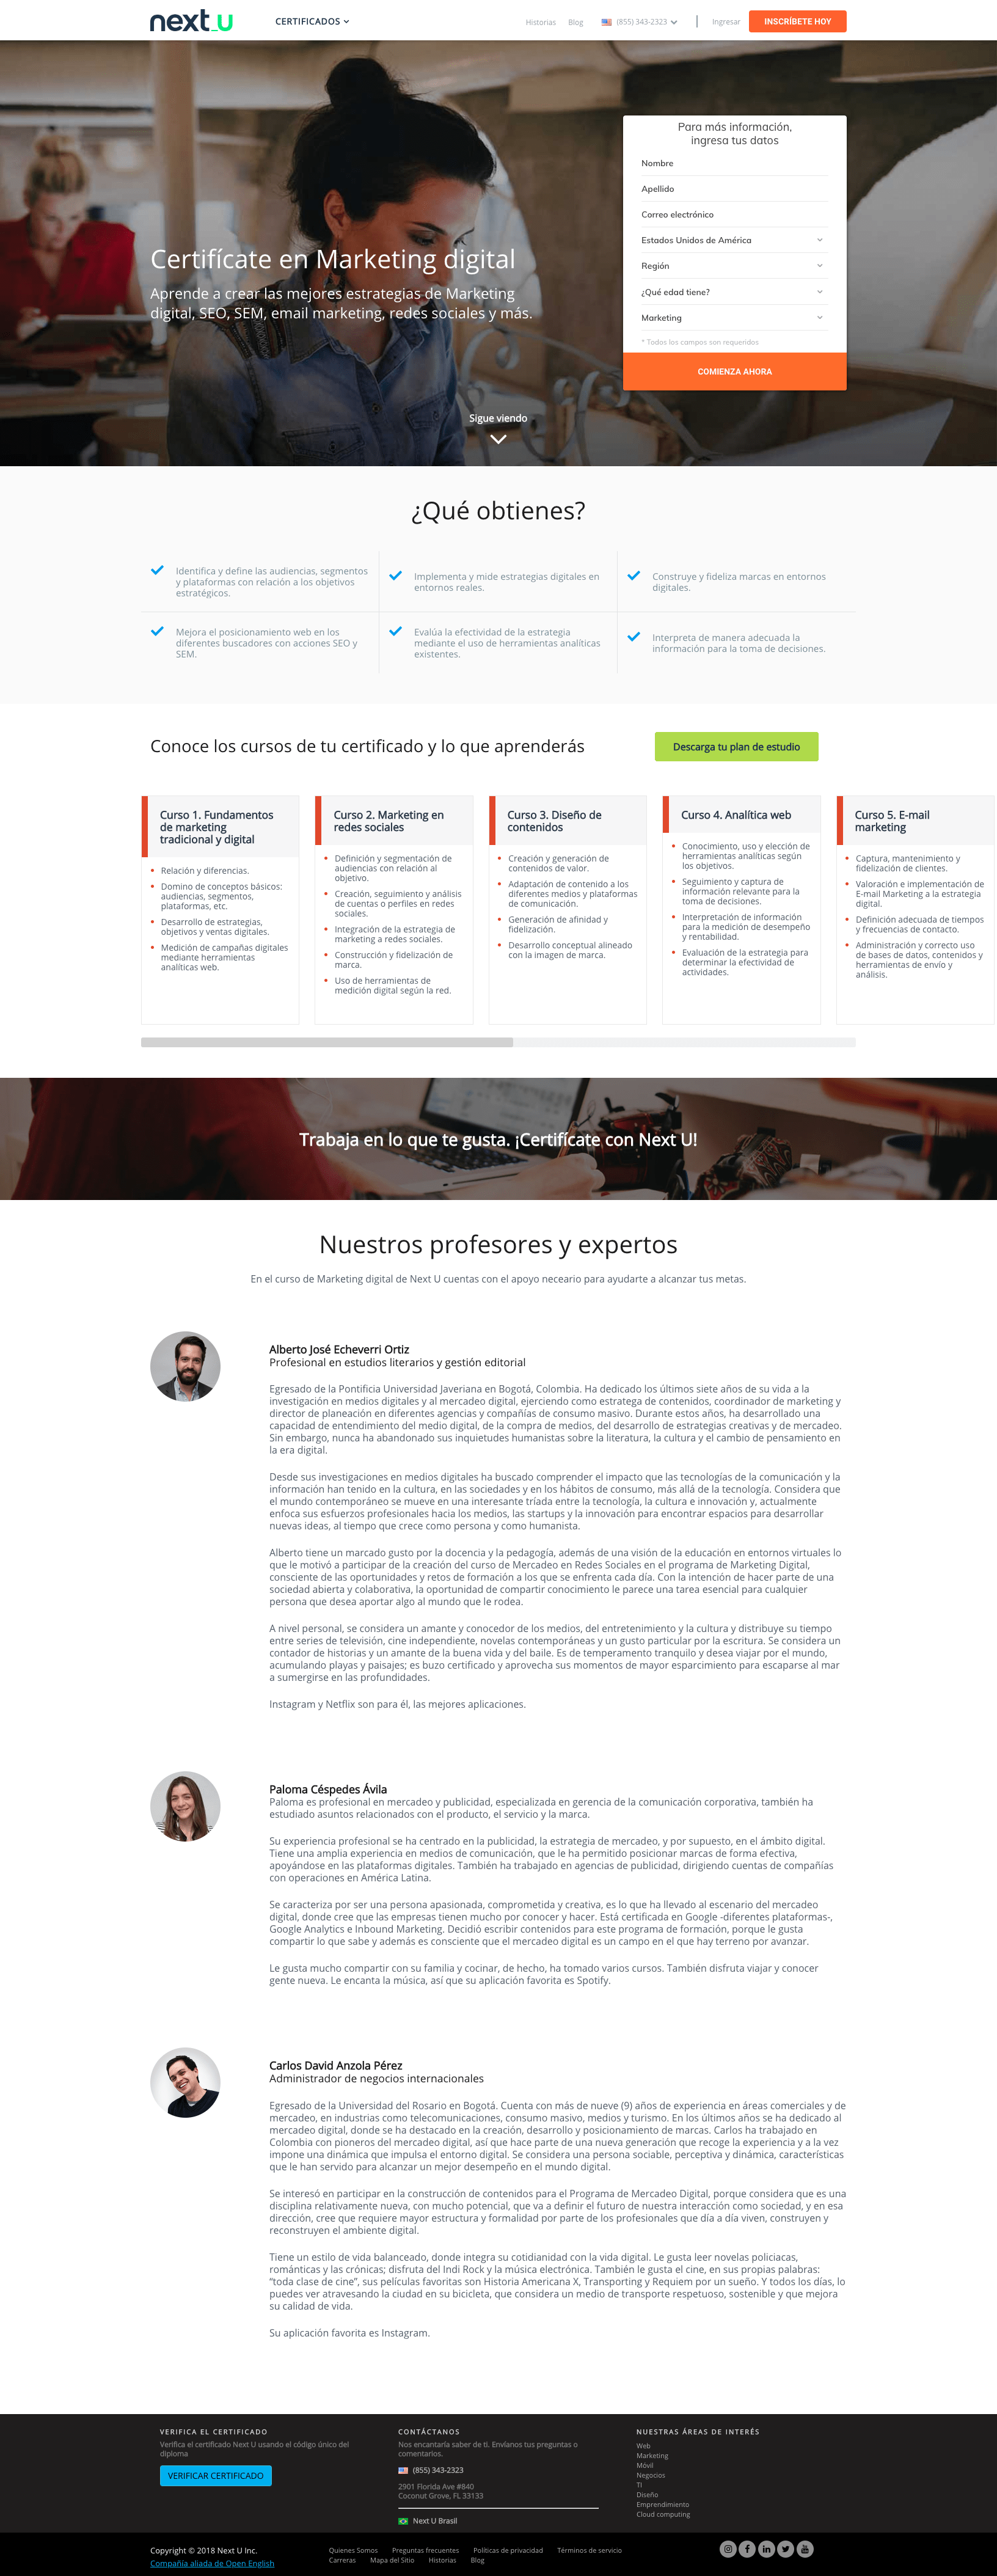 next_U
CERTIFICADOS
Historias
Blog
(855) 343-2323
Ingresar
INSCRÍBETE HOY
Certifícate en Marketing digital
Aprende a crear las mejores estrategias de Marketing
digital, SEO, SEM, email marketing, redes sociales y más.
Para más información,
ingresa tus datos
Nombre
Apellido
Correo electrónico
Estados Unidos de América
Región
¿Qué edad tiene?
Marketing
* Todos los campos son requeridos
COMIENZA AHORA
Sigue viendo
¿Qué obtienes?
Identifica y define las audiencias, segmentos
y plataformas con relación a los objetivos
estratégicos.
Implementa y mide estrategias digitales en
entornos reales.
Construye y fideliza marcas en entornos
digitales.
Mejora el posicionamiento web en los
diferentes buscadores con acciones SEO y
SEM.
Evalúa la efectividad de la estrategia
mediante el uso de herramientas analíticas
existentes.
Interpreta de manera adecuada la
información para la toma de decisiones.
Conoce los cursos de tu certificado y lo que aprenderás
Descarga tu plan de estudio
Curso 1. Fundamentos
de marketing
tradicional y digital
Relación y diferencias.
Domino de conceptos básicos:
audiencias, segmentos,
plataformas, etc.
Desarrollo de estrategias,
objetivos y ventas digitales.
Medición de campañas digitales
mediante herramientas
analíticas web.
Curso 2. Marketing en
redes sociales
Definición y segmentación de
audiencias con relación al
objetivo.
Creación, seguimiento y análisis
de cuentas o perfiles en redes
sociales.
Integración de la estrategia de
marketing a redes sociales.
Construcción y fidelización de
marca.
Uso de herramientas de
medición digital según la red.
Curso 3. Diseño de
contenidos
Creación y generación de
contenidos de valor.
Adaptación de contenido a los
diferentes medios y plataformas
de comunicación.
Generación de afinidad y
fidelización.
Desarrollo conceptual alineado
con la imagen de marca.
Curso 4. Analítica web
Conocimiento, uso y elección de
herramientas analíticas según
los objetivos.
Seguimiento y captura de
información relevante para la
toma de decisiones.
Interpretación de información
para la medición de desempeño
y rentabilidad.
Evaluación de la estrategia para
determinar la efectividad de
actividades.
Curso 5. E-mail
marketing
Captura, mantenimiento y
fidelización de clientes.
Valoración e implementación de
E-mail Marketing a la estrategia
digital.
Definición adecuada de tiempos
y frecuencias de contacto.
Administración y correcto uso
de bases de datos, contenidos y
herramientas de envío y
análisis.
Trabaja en lo que te gusta. ¡Certifícate con Next U!
Nuestros profesores y expertos
En el curso de Marketing digital de Next U cuentas con el apoyo neceario para ayudarte a alcanzar tus metas.
Alberto José Echeverri Ortiz
Profesional en estudios literarios y gestión editorial
Egresado de la Pontificia Universidad Javeriana en Bogotá, Colombia. Ha dedicado los últimos siete años de su vida a la
investigación en medios digitales y al mercadeo digital, ejerciendo como estratega de contenidos, coordinador de marketing y
director de planeación en diferentes agencias y compañías de consumo masivo. Durante estos años, ha desarrollado una
capacidad de entendimiento del medio digital, de la compra de medios, del desarrollo de estrategias creativas y de mercadeo.
Sin embargo, nunca ha abandonado sus inquietudes humanistas sobre la literatura, la cultura y el cambio de pensamiento en
la era digital.
Desde sus investigaciones en medios digitales ha buscado comprender el impacto que las tecnologías de la comunicación y la
información han tenido en la cultura, en las sociedades y en los hábitos de consumo, más allá de la tecnología. Considera que
el mundo contemporáneo se mueve en una interesante tríada entre la tecnología, la cultura e innovación y, actualmente
enfoca sus esfuerzos profesionales hacia los medios, las startups y la innovación para encontrar espacios para desarrollar
nuevas ideas, al tiempo que crece como persona y como humanista.
Alberto tiene un marcado gusto por la docencia y la pedagogía, además de una visión de la educación en entornos virtuales lo
que le motivó a participar de la creación del curso de Mercadeo en Redes Sociales en el programa de Marketing Digital,
consciente de las oportunidades y retos de formación a los que se enfrenta cada día. Con la intención de hacer parte de una
sociedad abierta y colaborativa, la oportunidad de compartir conocimiento le parece una tarea esencial para cualquier
persona que desea aportar algo al mundo que le rodea.
A nivel personal, se considera un amante y conocedor de los medios, del entretenimiento y la cultura y distribuye su tiempo
entre series de televisión, cine independiente, novelas contemporáneas y un gusto particular por la escritura. Se considera un
contador de historias y un amante de la buena vida y del baile. Es de temperamento tranquilo y desea viajar por el mundo,
acumulando playas y paisajes; es buzo certificado y aprovecha sus momentos de mayor esparcimiento para escaparse al mar
a sumergirse en las profundidades.
Instagram y Netflix son para él, las mejores aplicaciones.
Paloma Céspedes Ávila
Paloma es profesional en mercadeo y publicidad, especializada en gerencia de la comunicación corporativa, también ha
estudiado asuntos relacionados con el producto, el servicio y la marca.
Su experiencia profesional se ha centrado en la publicidad, la estrategia de mercadeo, y por supuesto, en el ámbito digital.
Tiene una amplia experiencia en medios de comunicación, que le ha permitido posicionar marcas de forma efectiva,
apoyándose en las plataformas digitales. También ha trabajado en agencias de publicidad, dirigiendo cuentas de compañías
con operaciones en América Latina.
Se caracteriza por ser una persona apasionada, comprometida y creativa, es lo que ha llevado al escenario del mercadeo
digital, donde cree que las empresas tienen mucho por conocer y hacer. Está certificada en Google -diferentes plataformas-,
Google Analytics e Inbound Marketing. Decidió escribir contenidos para este programa de formación, porque le gusta
compartir lo que sabe y además es consciente que el mercadeo digital es un campo en el que hay terreno por avanzar.
Le gusta mucho compartir con su familia y cocinar, de hecho, ha tomado varios cursos. También disfruta viajar y conocer
gente nueva. Le encanta la música, así que su aplicación favorita es Spotify.
Carlos David Anzola Pérez
Administrador de negocios internacionales
Egresado de la Universidad del Rosario en Bogotá. Cuenta con más de nueve (9) años de experiencia en áreas comerciales y de
mercadeo, en industrias como telecomunicaciones, consumo masivo, medios y turismo. En los últimos años se ha dedicado al
mercadeo digital, donde se ha destacado en la creación, desarrollo y posicionamiento de marcas. Carlos ha trabajado en
Colombia con pioneros del mercadeo digital, así que hace parte de una nueva generación que recoge la experiencia y a la vez
impone una dinámica que impulsa el entorno digital. Se considera una persona sociable, perceptiva y dinámica, características
que le han servido para alcanzar un mejor desempeño en el mundo digital.
Se interesó en participar en la construcción de contenidos para el Programa de Mercadeo Digital, porque considera que es una
disciplina relativamente nueva, con mucho potencial, que va a definir el futuro de nuestra interacción como sociedad, y en esa
dirección, cree que requiere mayor estructura y formalidad por parte de los profesionales que día a día viven, construyen y
reconstruyen el ambiente digital.
Tiene un estilo de vida balanceado, donde integra su cotidianidad con la vida digital. Le gusta leer novelas policiacas,
románticas y las crónicas; disfruta del Indi Rock y la música electrónica. También le gusta el cine, en sus propias palabras:
“toda clase de cine”, sus películas favoritas son Historia Americana X, Transporting y Requiem por un sueño. Y todos los días, lo
puedes ver atravesando la ciudad en su bicicleta, que considera un medio de transporte respetuoso, sostenible y que mejora
su calidad de vida.
Su aplicación favorita es Instagram.
VERIFICA EL CERTIFICADO
Verifica el certificado Next U usando el código único del
diploma
VERIFICAR CERTIFICADO
CONTÁCTANOS
Nos encantaría saber de ti. Envíanos tus preguntas o
comentarios.
(855) 343-2323
2901 Florida Ave #840
Coconut Grove, FL 33133
Next U Brasil
NUESTRAS ÁREAS DE INTERÉS
Web
Marketing
Móvil
Negocios
TI
Diseño
Emprendimiento
Cloud computing
Copyright © 2018 Next U Inc.
Compañía aliada de Open English
Quienes Somos
Preguntas frecuentes
Políticas de privacidad
Términos de servicio
Carreras
Mapa del Sitio
Historias
Blog